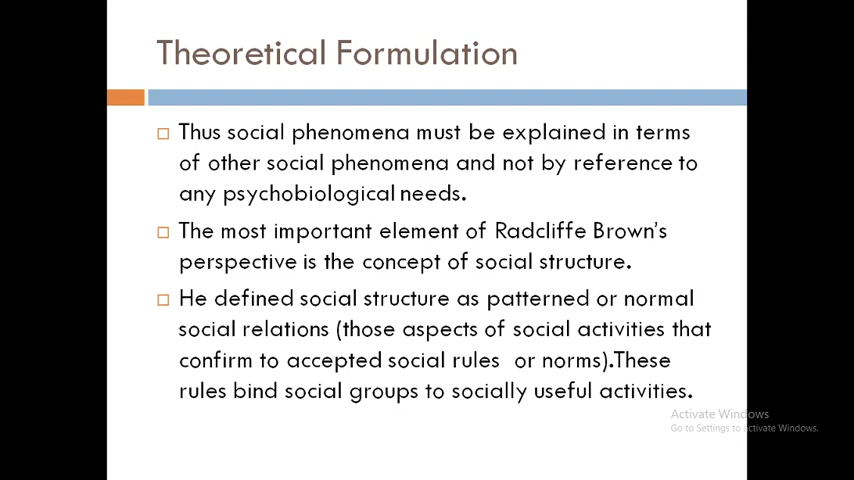 Theoretical Formulation
Thus social phenomena must be explained in terms
of other social phenomena and not by reference to
any psychobiological needs.
The most important element of Radcliffe Brown's
perspective is the concept of social structure.
He defined social structure as patterned or normal
social relations (those aspects of social activities that
confirm to accepted social rules or norms).These
rules bind social groups to socially useful activities.
Activate Windows
Go to Settings to activate Windows.